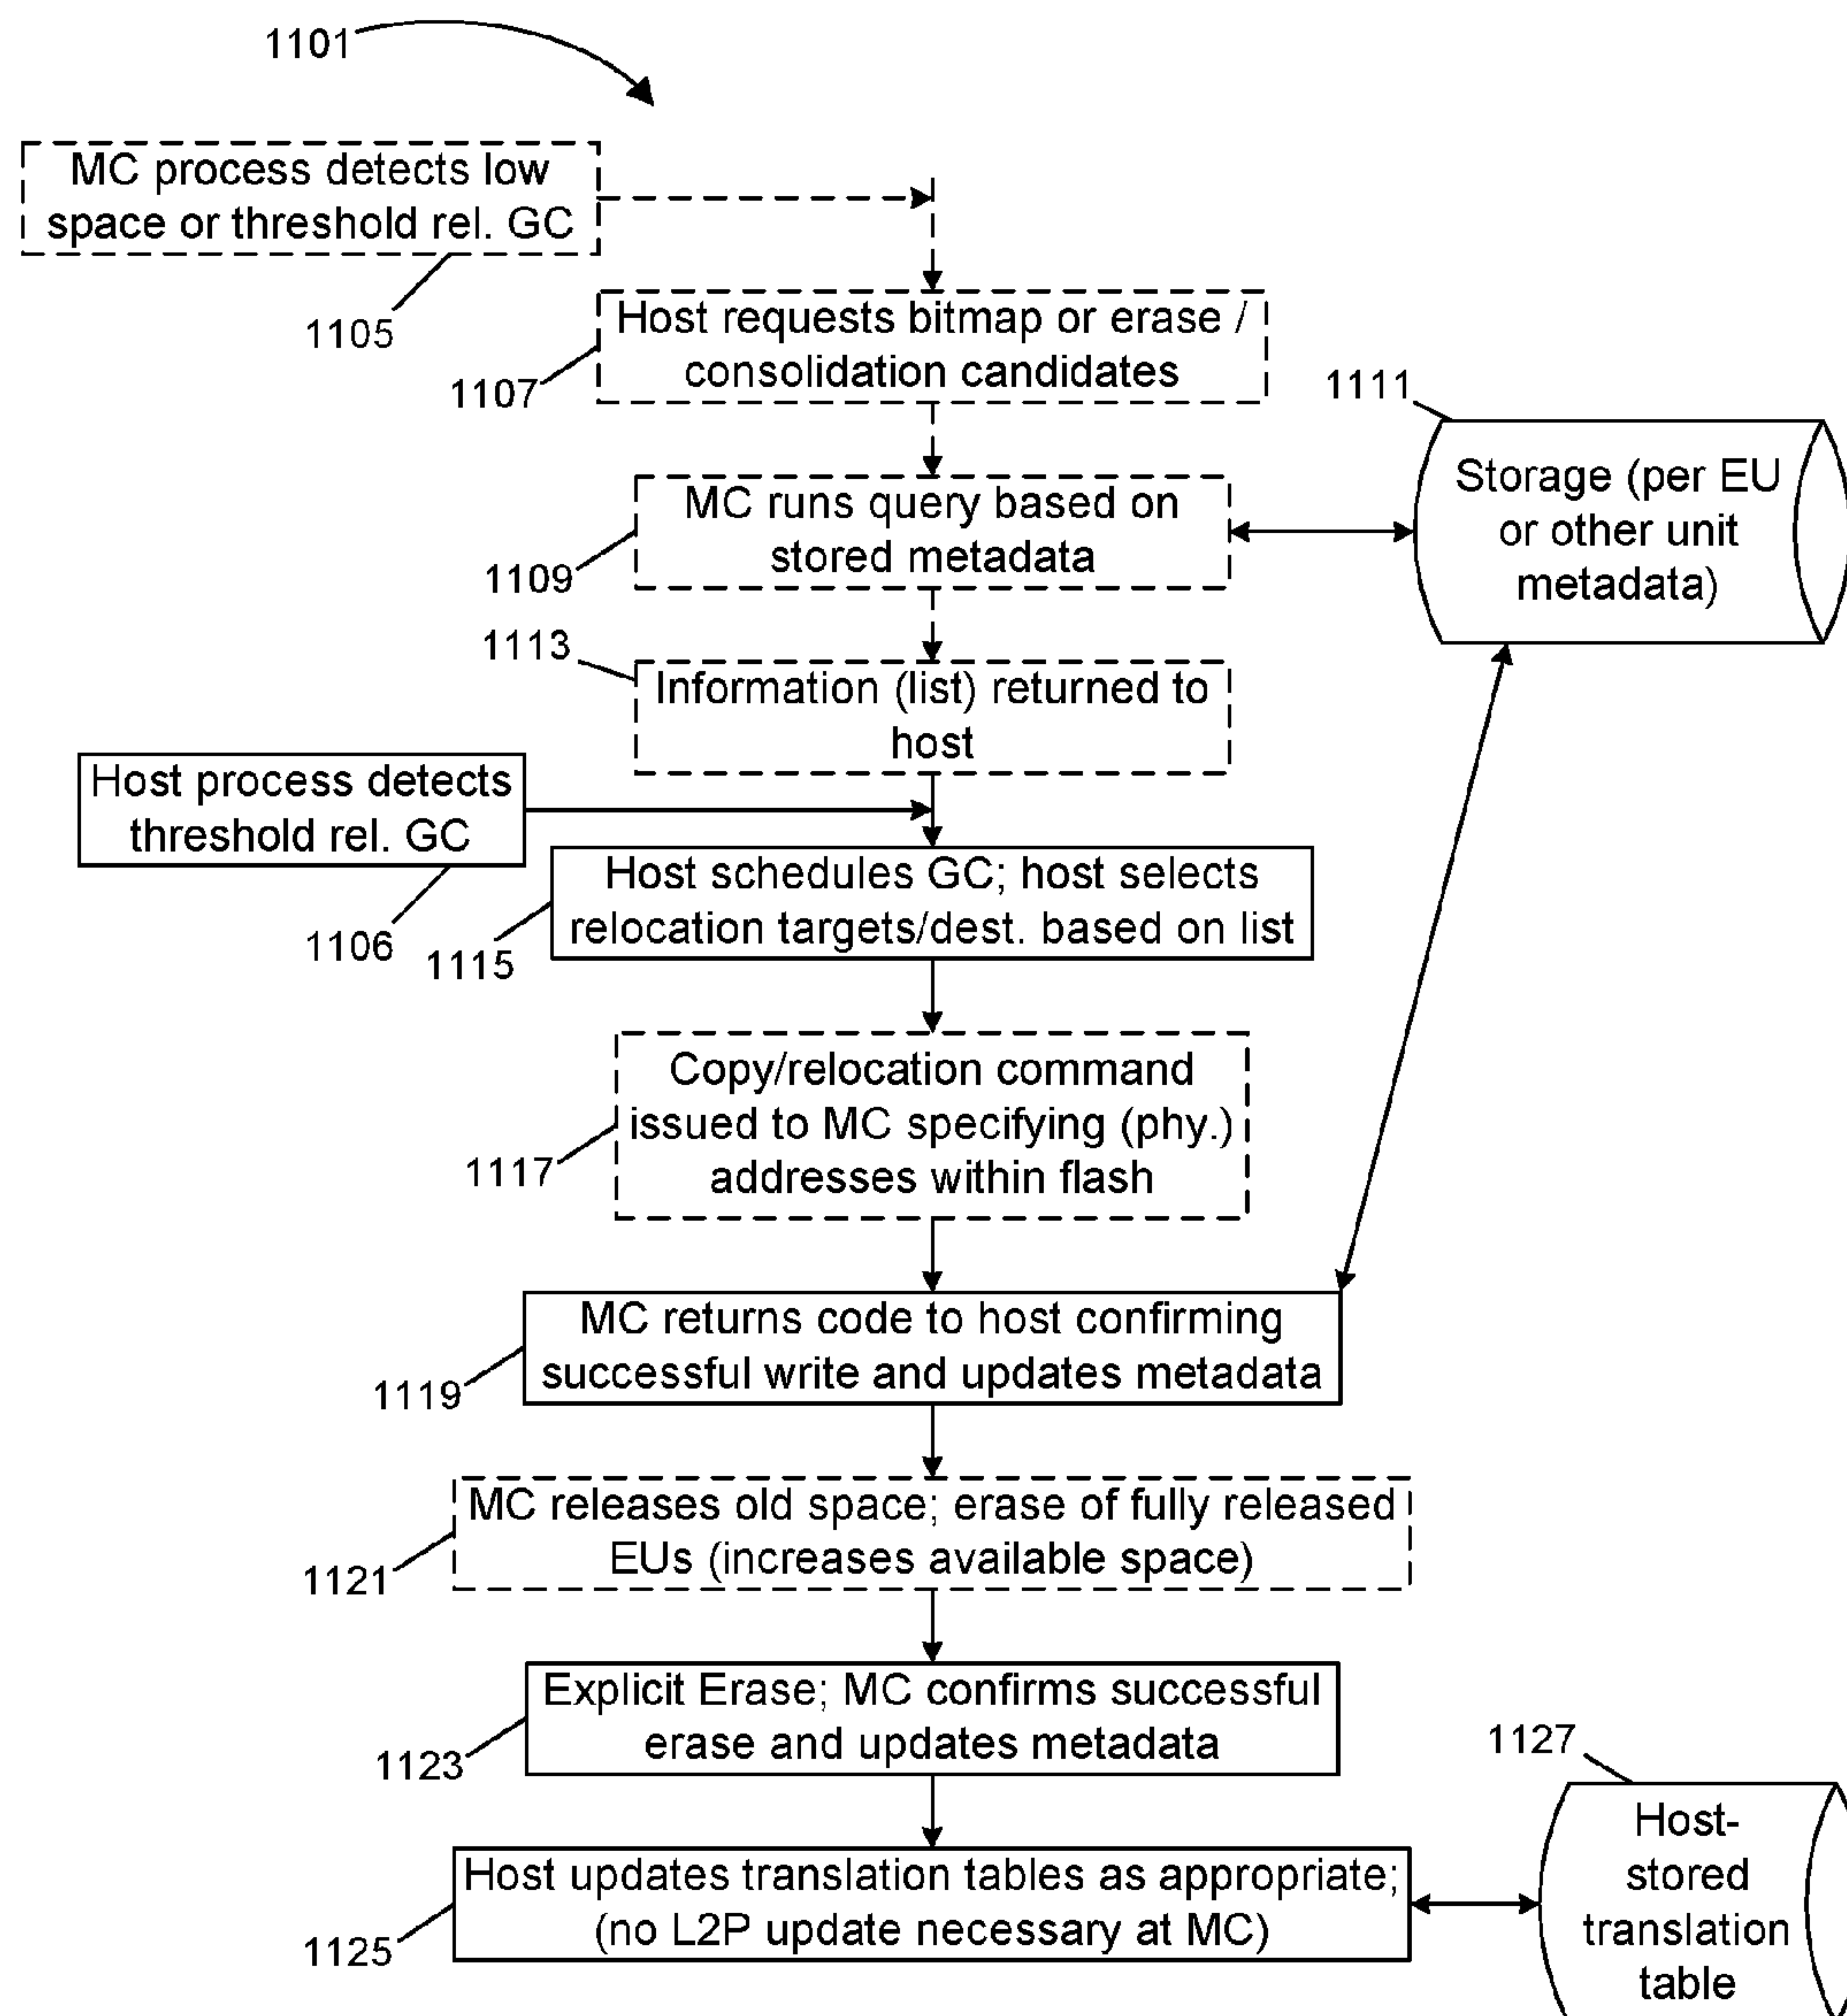 1101
MC process detects low
space or threshold rel. GC
1105
Host requests bitmap or erase /
consolidation candidates
1107
1111
Storage (per EU
or other unit
metadata)
MC runs query based on
stored metadata
1109
1113
Information (list) returned to
host
Host process detects
threshold rel. GC
1106
Host schedules GC; host selects
relocation targets/dest. based on list
1115
Copy/relocation command
issued to MC specifying (phy.)
addresses within flash
1117
MC returns code to host confirming
successful write and updates metadata
1119
MC releases old space; erase of fully released
EUs (increases available space)
1121
Explicit Erase; MC confirms successful
erase and updates metadata
1123
1127
Host-
stored
translation
table
Host updates translation tables as appropriate;
(no L2P update necessary at MC)
1125